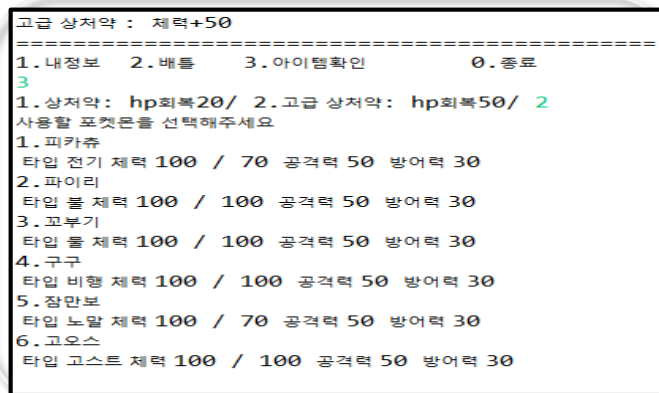 고급 상처약 : 체력+50
================================================
1.내정보 2.배틀 3.아이템확인 0.종료
3
1.상처약: hp회복20/ 2.고급 상처약: hp회복50/ 2
사용할 포켓몬을 선택해주세요
1.피카츄
타입 전기 체력 100 / 70 공격력 50 방어력 30
2.파이리
타입 불 체력 100 / 100 공격력 50 방어력 30
3.꼬부기
타입 물 체력 100 / 100 공격력 50 방어력 30
4.구구
타입 비행 체력 100 / 100 공격력 50 방어력 30
5.잠만보
타입 노말 체력 100 / 70 공격력 50 방어력 30
6.고오스
타입 고스트 체력 100 / 100 공격력 50 방어력 30